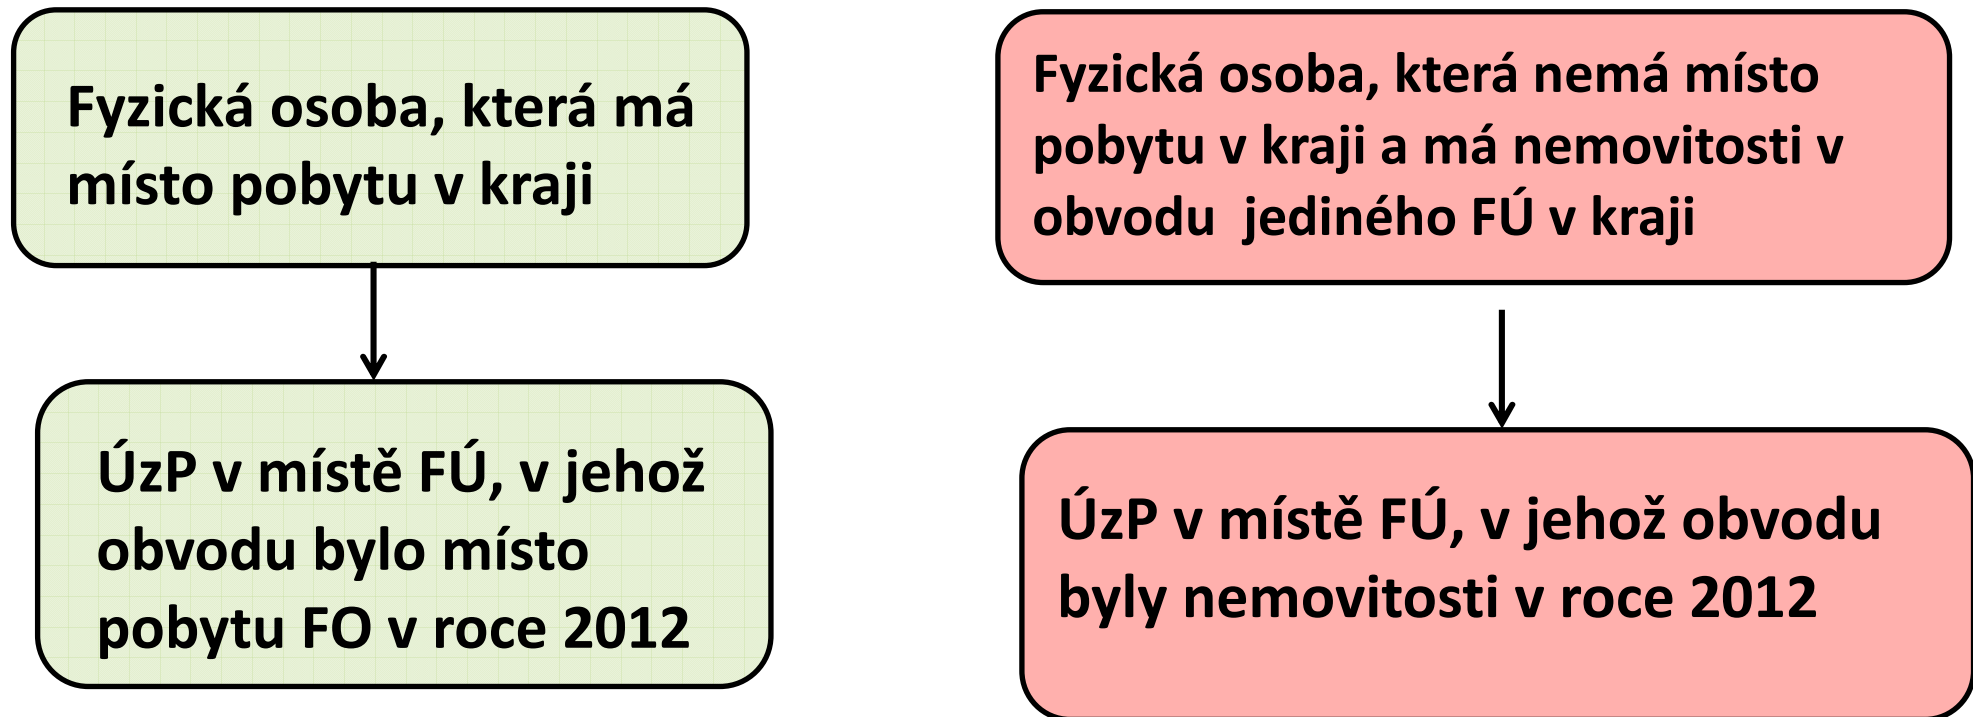 Fyzická osoba, která má
místo pobytu v kraji
ÚzP v místě FÚ, v jehož
obvodu bylo místo
pobytu FO v roce 2012
Fyzická osoba, která nemá místo
pobytu v kraji a má nemovitosti v
obvodu  jediného FÚ v kraji
ÚzP v místě FÚ, v jehož obvodu
byly nemovitosti v roce 2012